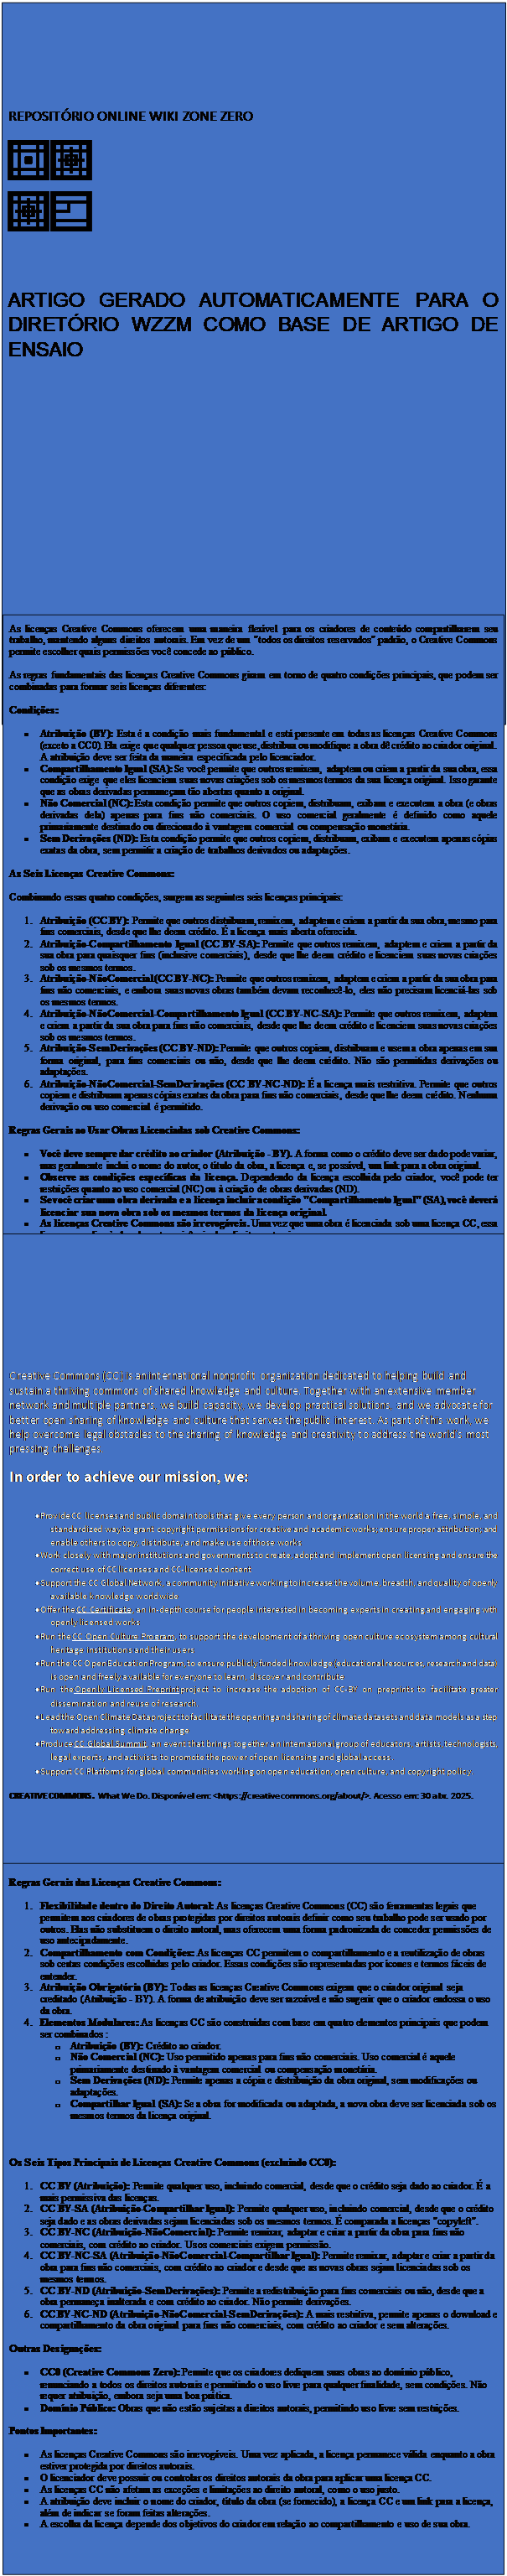 REPOSITÓRIO ONLINE WIKI ZONE ZERO
ARTIGO GERADO AUTOMATICAMENTE PARA O
DIRETÓRIO WZZM COMO BASE DE ARTIGO DE
ENSAIO
As licenças Creative Commons oferecem uma maneira flexível para os criadores de conteúdo compartilharem seu
trabalho, mantendo alguns direitos autorais. Em vez de um "todos os direitos reservados" padrão, o Creative Commons
permite escolher quais permissões você concede ao público.
As regras fundamentais das licenças Creative Commons giram em torno de quatro condições principais, que podem ser
combinadas para formar seis licenças diferentes:
Condições:
Atribuição (BY): Esta é a condição mais fundamental e está presente em todas as licenças Creative Commons
(exceto a CC0). Ela exige que qualquer pessoa que use, distribua ou modifique a obra dê crédito ao criador original.
A atribuição deve ser feita da maneira especificada pelo licenciador.
Compartilhamento Igual (SA): Se você permite que outros remixem, adaptem ou criem a partir da sua obra, essa
condição exige que eles licenciem suas novas criações sob os mesmos termos da sua licença original. Isso garante
que as obras derivadas permaneçam tão abertas quanto a original.
Não Comercial (NC): Esta condição permite que outros copiem, distribuam, exibam e executem a obra (e obras
derivadas dela) apenas para fins não comerciais. O uso comercial geralmente é definido como aquele
primariamente destinado ou direcionado à vantagem comercial ou compensação monetária.
Sem Derivações (ND): Esta condição permite que outros copiem, distribuam, exibam e executem apenas cópias
exatas da obra, sem permitir a criação de trabalhos derivados ou adaptações.
As Seis Licenças Creative Commons:
Combinando essas quatro condições, surgem as seguintes seis licenças principais:
1. Atribuição (CC BY): Permite que outros distribuam, remixem, adaptem e criem a partir da sua obra, mesmo para
fins comerciais, desde que lhe deem crédito. É a licença mais aberta oferecida.
2. Atribuição-Compartilhamento Igual (CC BY-SA): Permite que outros remixem, adaptem e criem a partir da
sua obra para quaisquer fins (inclusive comerciais), desde que lhe deem crédito e licenciem suas novas criações
sob os mesmos termos.
3. Atribuição-NãoComercial (CC BY-NC): Permite que outros remixem, adaptem e criem a partir da sua obra para
fins não comerciais, e embora suas novas obras também devam reconhecê-lo, eles não precisam licenciá-las sob
os mesmos termos.
4. Atribuição-NãoComercial-Compartilhamento Igual (CC BY-NC-SA): Permite que outros remixem, adaptem
e criem a partir da sua obra para fins não comerciais, desde que lhe deem crédito e licenciem suas novas criações
sob os mesmos termos.
5. Atribuição-SemDerivações (CC BY-ND): Permite que outros copiem, distribuam e usem a obra apenas em sua
forma original, para fins comerciais ou não, desde que lhe deem crédito. Não são permitidas derivações ou
adaptações.
6. Atribuição-NãoComercial-SemDerivações (CC BY-NC-ND): É a licença mais restritiva. Permite que outros
copiem e distribuam apenas cópias exatas da obra para fins não comerciais, desde que lhe deem crédito. Nenhuma
derivação ou uso comercial é permitido.
Regras Gerais ao Usar Obras Licenciadas sob Creative Commons:
Você deve sempre dar crédito ao criador (Atribuição - BY). A forma como o crédito deve ser dado pode variar,
mas geralmente inclui o nome do autor, o título da obra, a licença e, se possível, um link para a obra original.
Observe as condições específicas da licença. Dependendo da licença escolhida pelo criador, você pode ter
restrições quanto ao uso comercial (NC) ou à criação de obras derivadas (ND).
Se você criar uma obra derivada e a licença incluir a condição "Compartilhamento Igual" (SA), você deverá
licenciar sua nova obra sob os mesmos termos da licença original.
As licenças Creative Commons são irrevogáveis. Uma vez que uma obra é licenciada sob uma licença CC, essa
Creative Commons (CC) is an international nonprofit organization dedicated to helping build and
sustain a thriving commons of shared knowledge and culture. Together with an extensive member
network and multiple partners, we build capacity, we develop practical solutions, and we advocate for
better open sharing of knowledge and culture that serves the public interest. As part of this work, we
help overcome legal obstacles to the sharing of knowledge and creativity to address the world's most
pressing challenges.
In order to achieve our mission, we:
•Provide CC licenses and public domain tools that give every person and organization in the world a free, simple, and
standardized way to grant copyright permissions for creative and academic works; ensure proper attribution; and
enable others to copy, distribute, and make use of those works
•Work closely with major institutions and governments to create, adopt and implement open licensing and ensure the
correct use of CC licenses and CC-licensed content
•Support the CC Global Network, a community initiative working to increase the volume, breadth, and quality of openly
available knowledge worldwide
•Offer the CC Certificate, an in-depth course for people interested in becoming experts in creating and engaging with
openly licensed works
•Run the CC Open Culture Program, to support the development of a thriving open culture ecosystem among cultural
heritage institutions and their users
•Run the CC Open Education Program, to ensure publicly funded knowledge (educational resources, research and data)
is open and freely available for everyone to learn, discover and contribute
•Run the Openly Licensed Preprint project to increase the adoption of CC-BY on preprints to facilitate greater
dissemination and reuse of research
•Lead the Open Climate Data project to facilitate the opening and sharing of climate datasets and data models as a step
toward addressing climate change
•Produce CC Global Summit, an event that brings together an international group of educators, artists, technologists,
legal experts, and activists to promote the power of open licensing and global access
•Support CC Platforms for global communities working on open education, open culture, and copyright policy.
CREATIVE COMMONS. What We Do. Disponível em: <https://creativecommons.org/about/>. Acesso em: 30 abr. 2025.
Regras Gerais das Licenças Creative Commons:
1. Flexibilidade dentro do Direito Autoral: As licenças Creative Commons (CC) são ferramentas legais que
permitem aos criadores de obras protegidas por direitos autorais definir como seu trabalho pode ser usado por
outros. Elas não substituem o direito autoral, mas oferecem uma forma padronizada de conceder permissões de
uso antecipadamente.
2. Compartilhamento com Condições: As licenças CC permitem o compartilhamento e a reutilização de obras
sob certas condições escolhidas pelo criador. Essas condições são representadas por ícones e termos fáceis de
entender.
3. Atribuição Obrigatória (BY): Todas as licenças Creative Commons exigem que o criador original seja
creditado (Atribuição - BY). A forma de atribuição deve ser razoável e não sugerir que o criador endossa o uso
da obra.
4. Elementos Modulares: As licenças CC são construídas com base em quatro elementos principais que podem
ser combinados :
Atribuição (BY): Crédito ao criador.
Não Comercial (NC): Uso permitido apenas para fins não comerciais. Uso comercial é aquele
primariamente destinado à vantagem comercial ou compensação monetária.
Sem Derivações (ND): Permite apenas a cópia e distribuição da obra original, sem modificações ou
adaptações.
Compartilhar Igual (SA): Se a obra for modificada ou adaptada, a nova obra deve ser licenciada sob os
mesmos termos da licença original.
Os Seis Tipos Principais de Licenças Creative Commons (excluindo CC0):
1. CC BY (Atribuição): Permite qualquer uso, incluindo comercial, desde que o crédito seja dado ao criador. É a
mais permissiva das licenças.
2. CC BY-SA (Atribuição-Compartilhar Igual): Permite qualquer uso, incluindo comercial, desde que o crédito
seja dado e as obras derivadas sejam licenciadas sob os mesmos termos. É comparada a licenças "copyleft".
3. CC BY-NC (Atribuição-NãoComercial): Permite remixar, adaptar e criar a partir da obra para fins não
comerciais, com crédito ao criador. Usos comerciais exigem permissão.
4. CC BY-NC-SA (Atribuição-NãoComercial-Compartilhar Igual): Permite remixar, adaptar e criar a partir da
obra para fins não comerciais, com crédito ao criador e desde que as novas obras sejam licenciadas sob os
mesmos termos.
5. CC BY-ND (Atribuição-SemDerivações): Permite a redistribuição para fins comerciais ou não, desde que a
obra permaneça inalterada e com crédito ao criador. Não permite derivações.
6. CC BY-NC-ND (Atribuição-NãoComercial-SemDerivações): A mais restritiva, permite apenas o download e
compartilhamento da obra original para fins não comerciais, com crédito ao criador e sem alterações.
Outras Designações:
CC0 (Creative Commons Zero): Permite que os criadores dediquem suas obras ao domínio público,
renunciando a todos os direitos autorais e permitindo o uso livre para qualquer finalidade, sem condições. Não
requer atribuição, embora seja uma boa prática.
Domínio Público: Obras que não estão sujeitas a direitos autorais, permitindo uso livre sem restrições.
Pontos Importantes:
As licenças Creative Commons são irrevogáveis. Uma vez aplicada, a licença permanece válida enquanto a obra
estiver protegida por direitos autorais.
O licenciador deve possuir ou controlar os direitos autorais da obra para aplicar uma licença CC.
As licenças CC não afetam as exceções e limitações ao direito autoral, como o uso justo.
A atribuição deve incluir o nome do criador, título da obra (se fornecido), a licença CC e um link para a licença,
além de indicar se foram feitas alterações.
A escolha da licença depende dos objetivos do criador em relação ao compartilhamento e uso de sua obra.